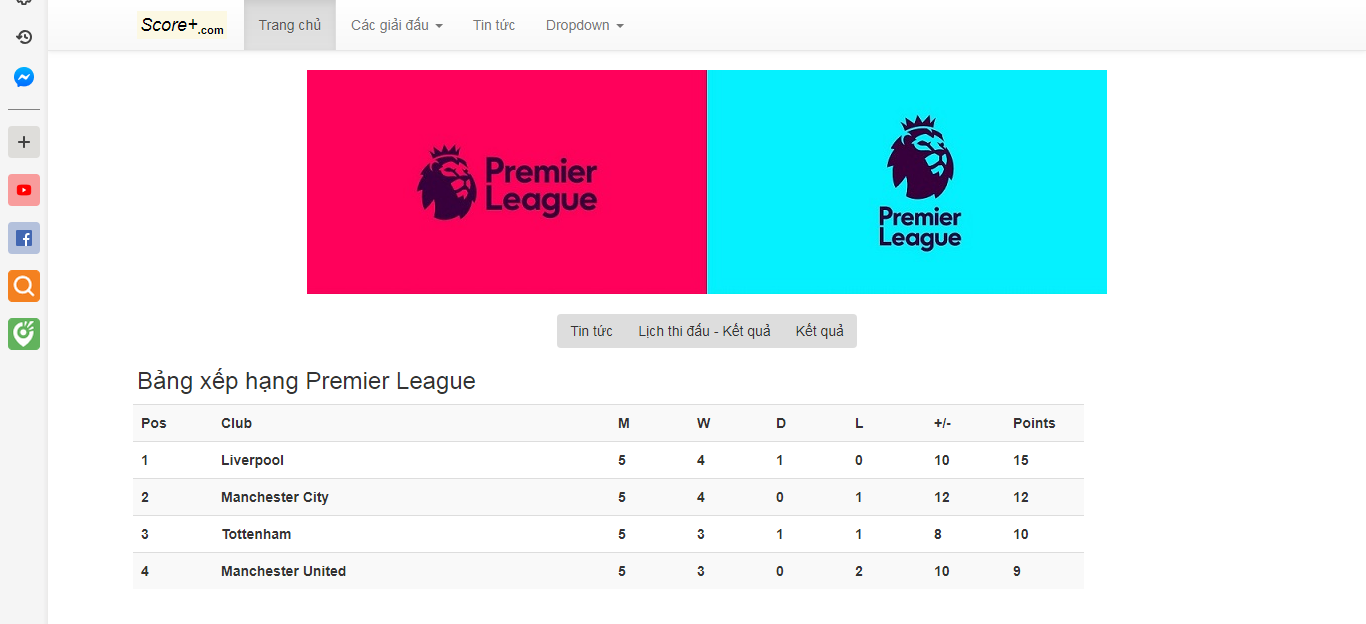 Score+.com Trang chủ Các giải đấu Tin tức Dropdown
Premier
League
Premier
League
Tin tức Lịch thi đấu - Kết quả Kết quả
Bảng xếp hạng Premier League
Pos Club M W D L +/- Points
1 Liverpool 5 4 1 0 10 15
2 Manchester City 5 4 0 1 12 12
3 Tottenham 5 3 1 1 8 10
4 Manchester United 5 3 0 2 10 9